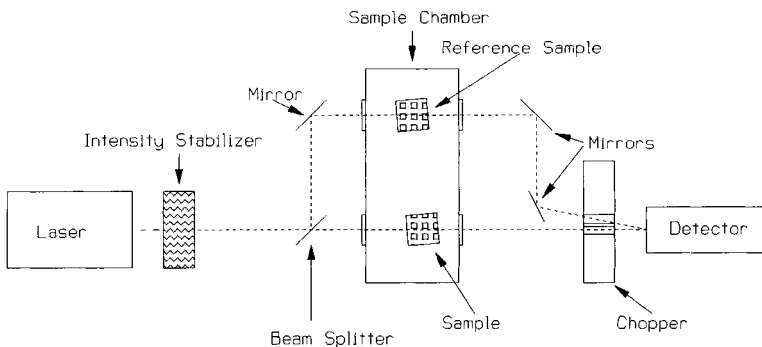 Sample Chamber
Reference Sample
Mirror
Intensity Stabilizer
Mirrors
Laser
Detector
Sample
Chopper
Beam Splitter